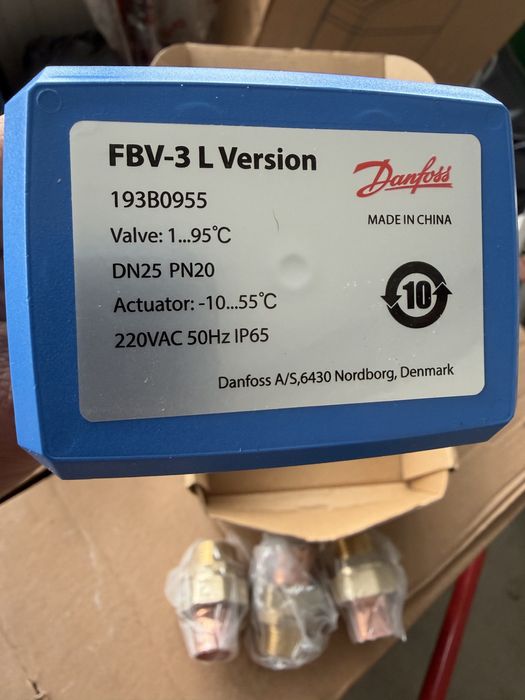 FBV-3 L Version
Danfoss
193B0955
MADE IN CHINA
Valve: 1...95℃
DN25 PN20
10
Actuator: -10...55℃
220VAC 50Hz IP65
Danfoss A/S,6430 Nordborg, Denmark